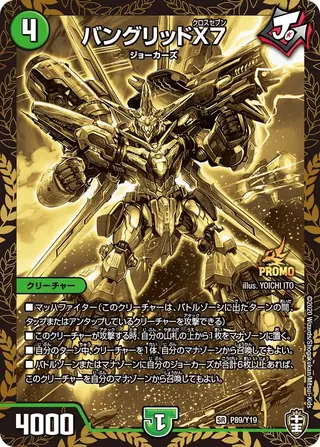 4
クロスセブン
バングリッドX7
ジョーカーズ
J
PROMO
illus. YOICHI ITO
クリーチャー
■マッハファイター(このクリーチャーは、バトルゾーンに出たターンの間、
タップまたはアンタップしているクリーチャーを攻撃できる)
■このクリーチャーが攻撃する時、自分の山札の上から1枚をマナゾーンに置く。
■自分のターン中、クリーチャーを1体、自分のマナゾーンから召喚してもよい。
■バトルゾーンまたはマナゾーンに自分のジョーカーズが合計6枚以上あれば、
このクリーチャーを自分のマナゾーンから召喚してもよい。
4000
J
SR P89/Y19